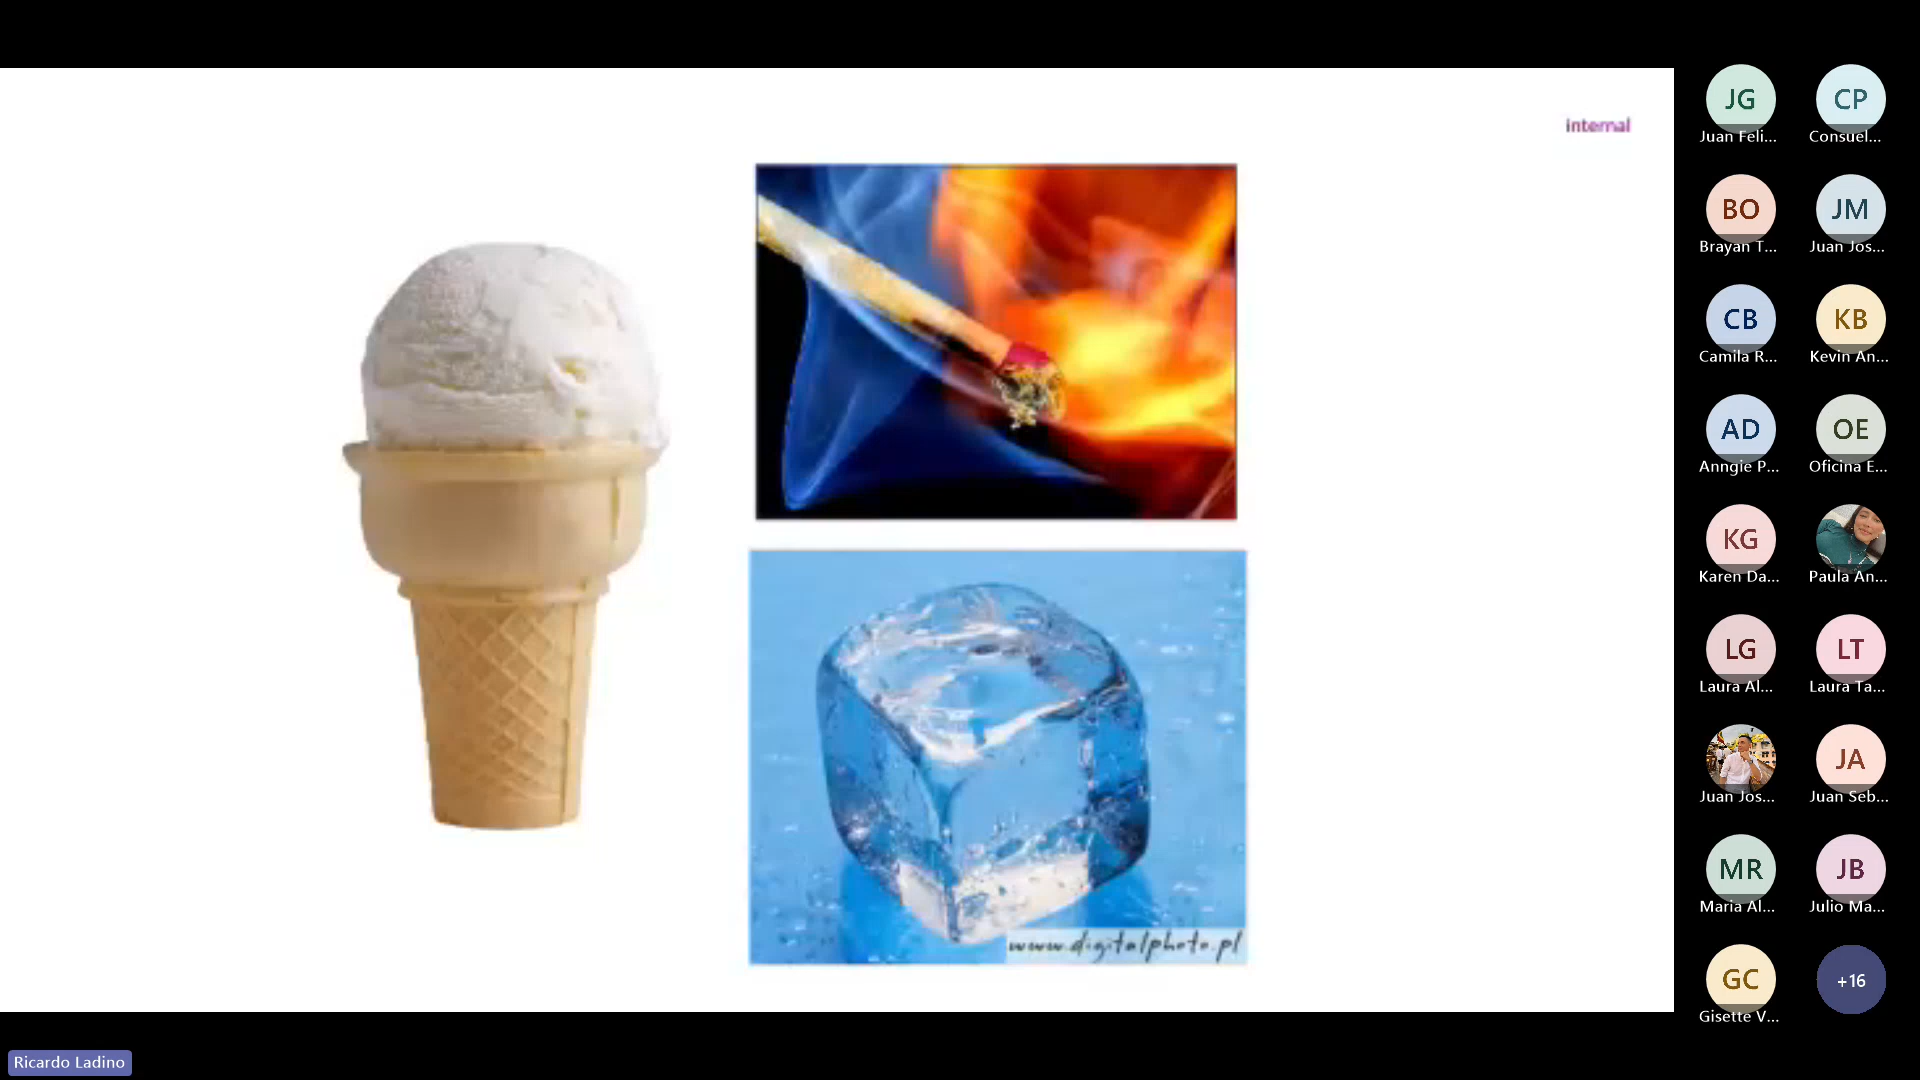 internal
www.digitalphoto.pl
JG
Juan Feli...
CP
Consuel...
BO
Brayan T...
JM
Juan Jos...
CB
Camila R...
KB
Kevin An...
AD
Anngie P...
OE
Oficina E...
KG
Karen Da...
Paula An...
LG
Laura Al...
LT
Laura Ta...
Juan Jos...
JA
Juan Seb...
MR
Maria Al...
JB
Julio Ma...
GC
Gisette V...
+16
Ricardo Ladino